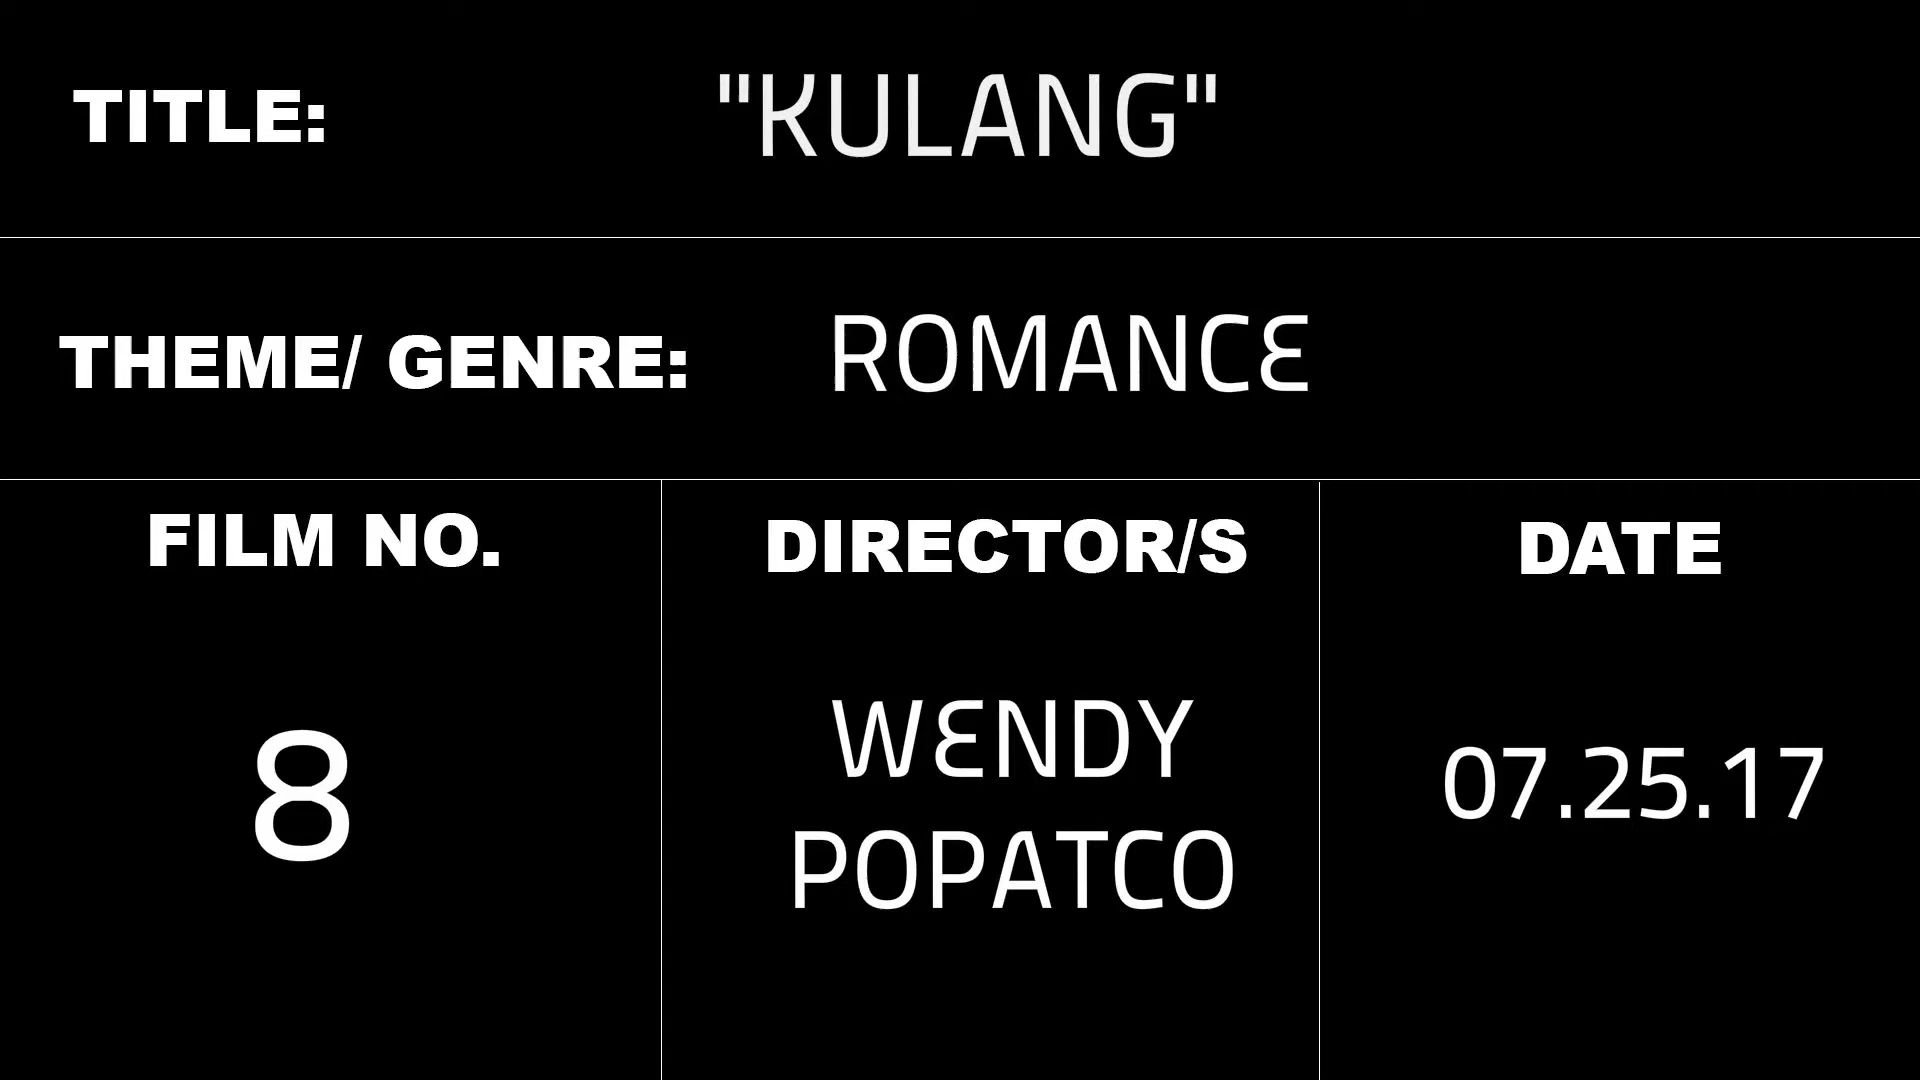 TITLE: "KULANG"
THEME/ GENRE: ROMANCE
FILM NO.
8
DIRECTOR/S
WENDY
POPATCO
DATE
07.25.17